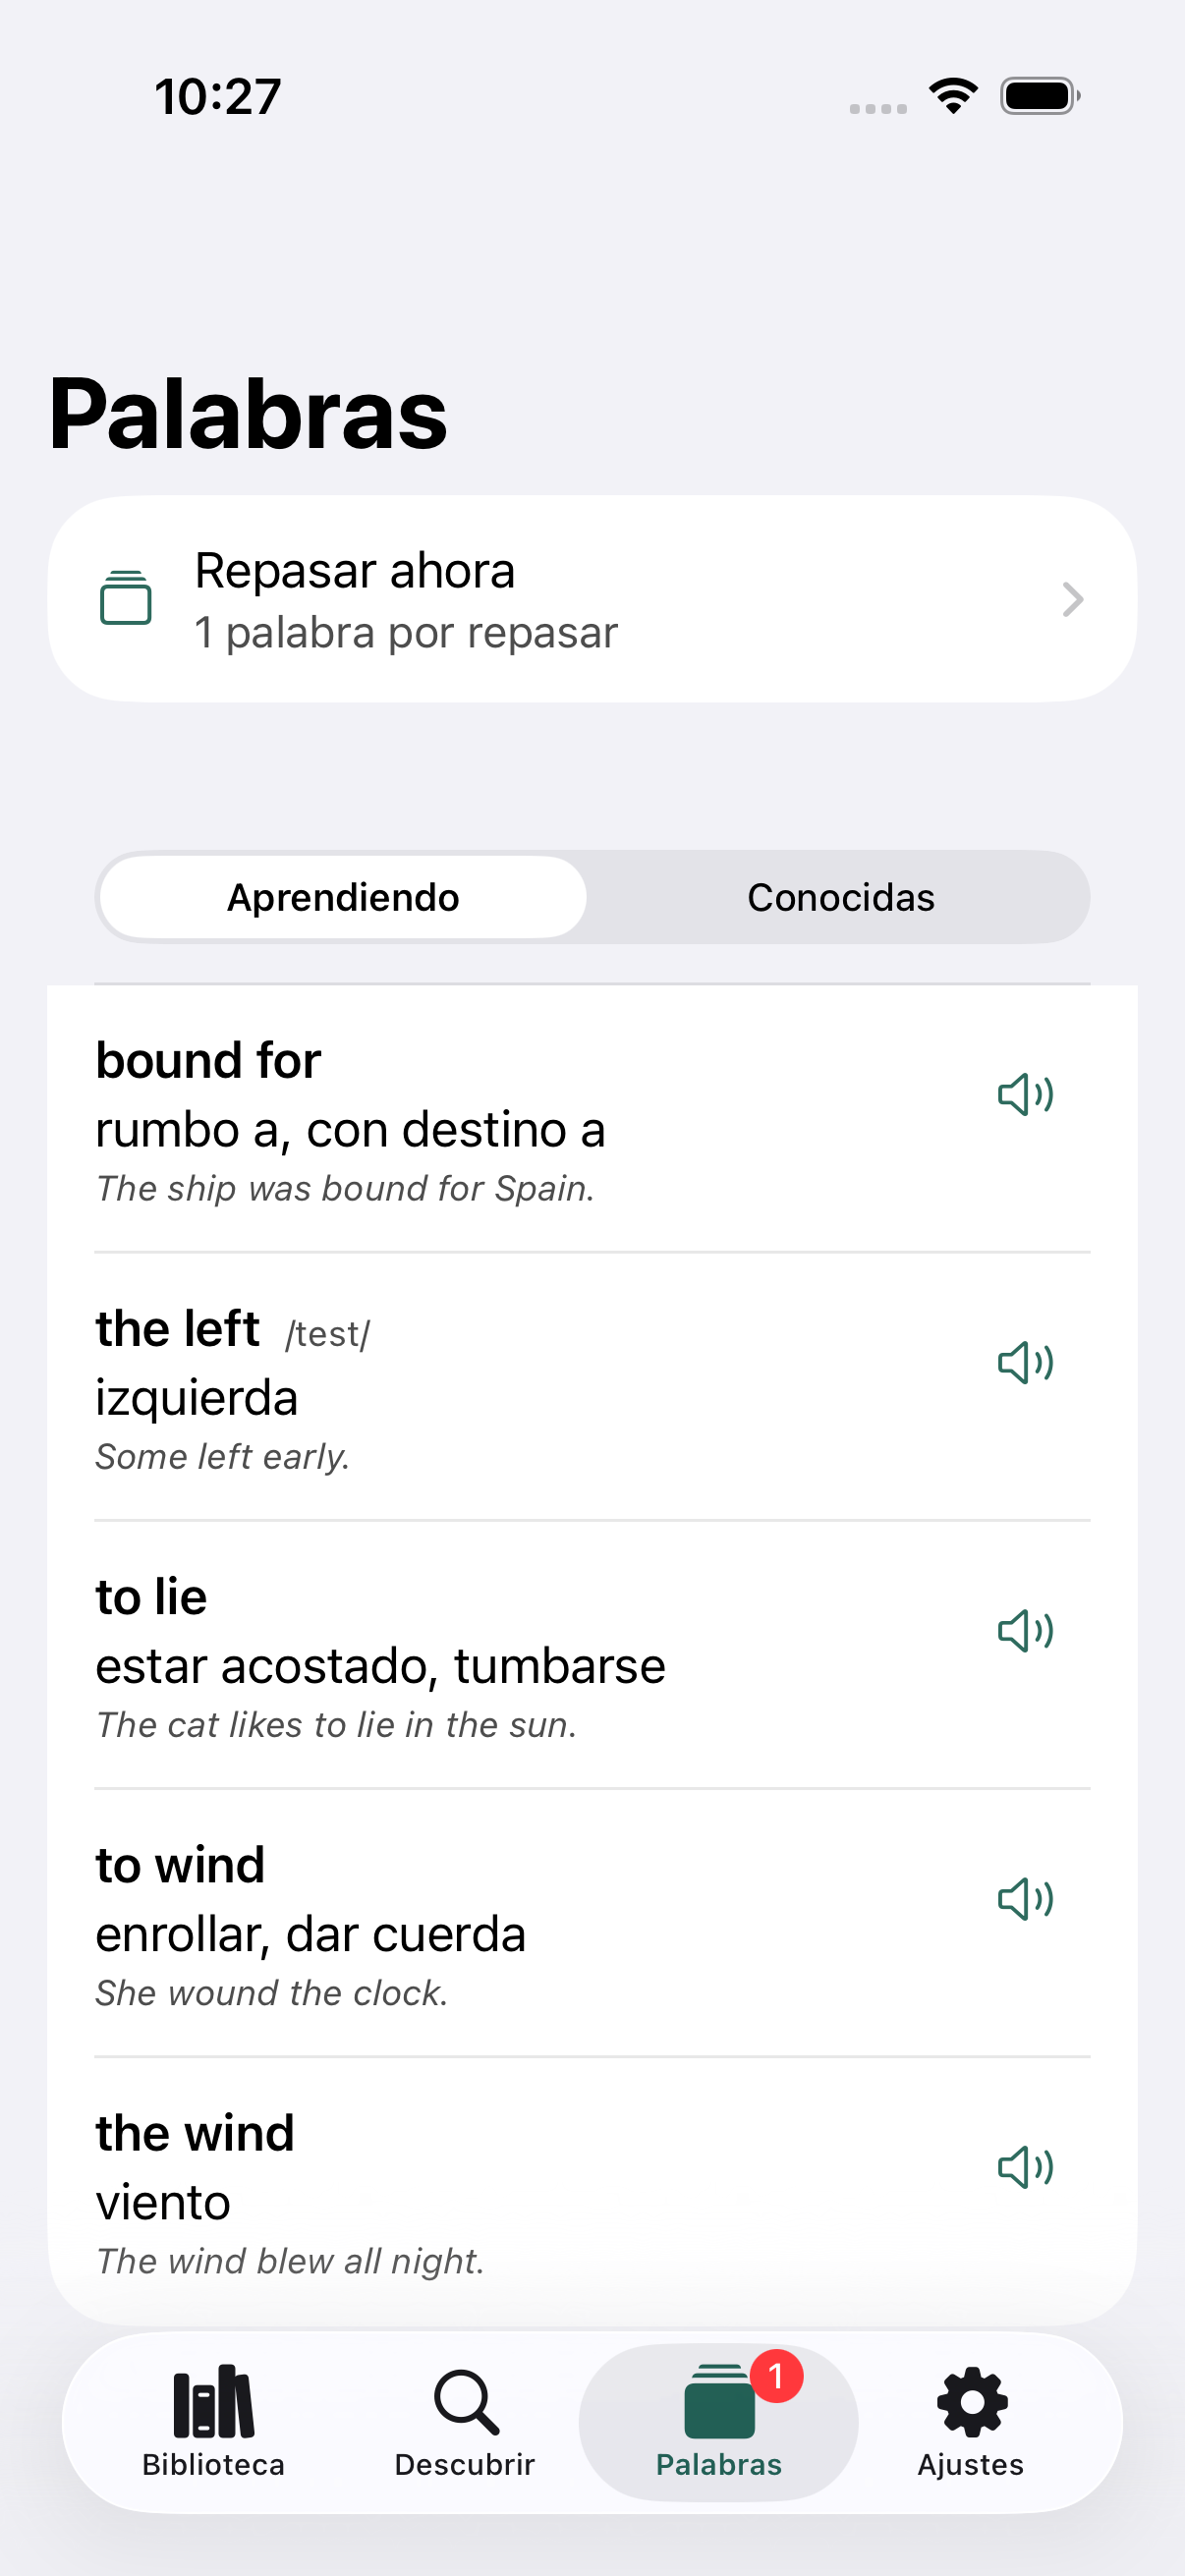 10:27
Palabras
Repasar ahora
1 palabra por repasar
Aprendiendo
Conocidas
bound for
rumbo a, con destino a
The ship was bound for Spain.
the left /test/
izquierda
Some left early.
to lie
estar acostado, tumbarse
The cat likes to lie in the sun.
to wind
enrollar, dar cuerda
She wound the clock.
the wind
viento
The wind blew all night.
1
Biblioteca
Descubrir
Palabras
Ajustes